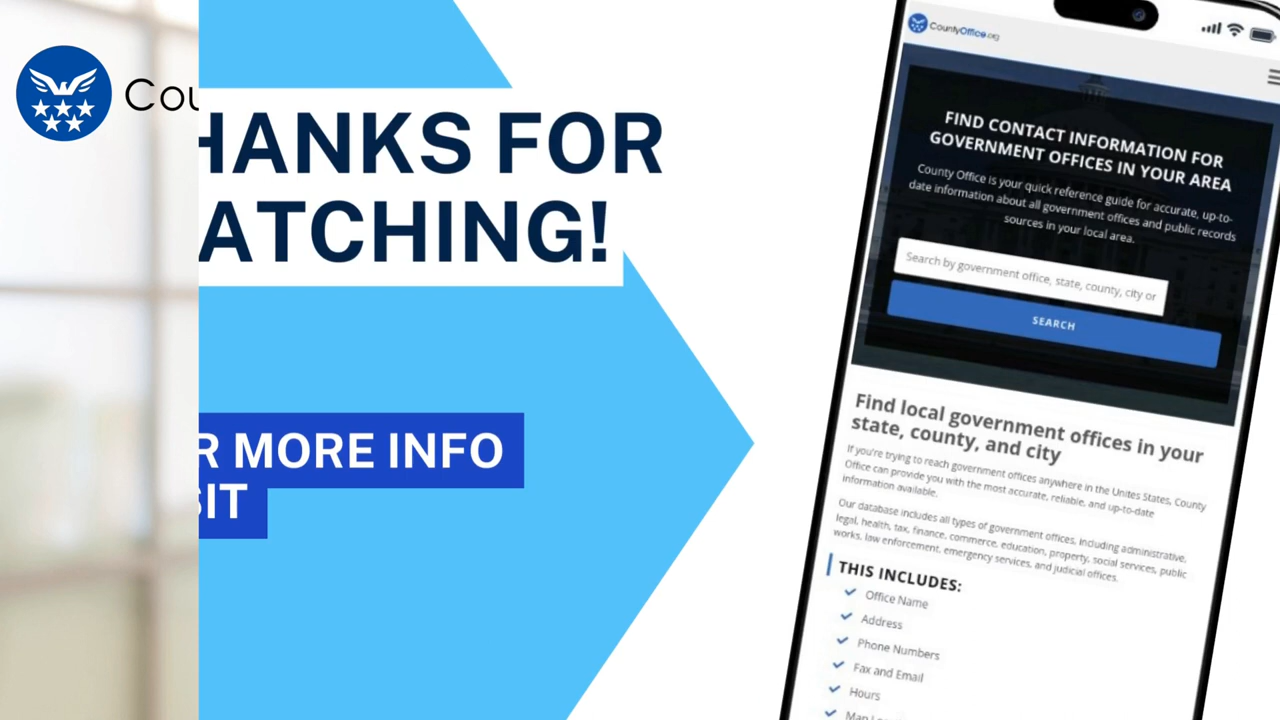 Cou
HANKS FOR
ATCHING!
R MORE INFO
SIT
CountyOffice.org
FIND CONTACT INFORMATION FOR
GOVERNMENT OFFICES IN YOUR AREA
County Office is your quick reference guide for accurate, up-to-
date information about all government offices and public records
sources in your local area.
Search by government office, state, county, city or
SEARCH
Find local government offices in your
state, county, and city
If you're trying to reach government offices anywhere in the Unites States, County
Office can provide you with the most accurate, reliable, and up-to-date
information available.
Our database includes all types of government offices, including administrative,
legal, health, tax, finance, commerce, education, property, social services, public
works, law enforcement, emergency services, and judicial offices.
THIS INCLUDES:
Office Name
Address
Phone Numbers
Fax and Email
Hours
Map